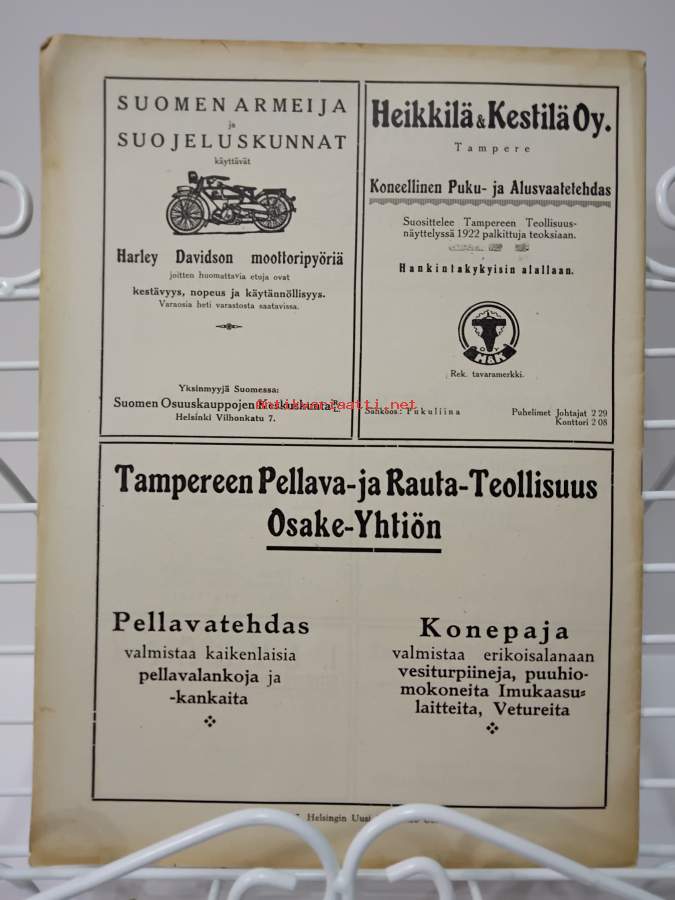 SUOMEN ARMEIJA
ja
SUOJELUSKUNNAT
käyttävät
Harley Davidson moottoripyöriä
joitten huomattavia etuja ovat
kestävyys, nopeus ja käytännöllisyys.
Varaosia heti varastosta saatavissa.
Yksinmyyjä Suomessa:
Suomen Osuuskauppojen Keskuskunta
Helsinki Vilhonkatu 7.
Heikkilä & Kestilä Oy.
Tampere
Koneellinen Puku- ja Alusvaatetehdas
Suosittelee Tampereen Teollisuus-
näyttelyssä 1922 palkittuja teoksiaan.
Hankintakykyisin alallaan.
OY
H&K
Rek. tavaramerkki.
Sähköos: Pukuliina
Puhelimet Johtajat 2 29
Konttori 2 08
Tampereen Pellava- ja Rauta-Teollisuus
Osake-Yhtiön
Pellavatehdas
valmistaa kaikenlaisia
pellavalankoja ja
-kankaita
Konepaja
valmistaa erikoisalanaan
vesiturpiineja, puuhio-
mokoneita Imukaasu-
laitteita, Vetureita
Helsingin Uusi